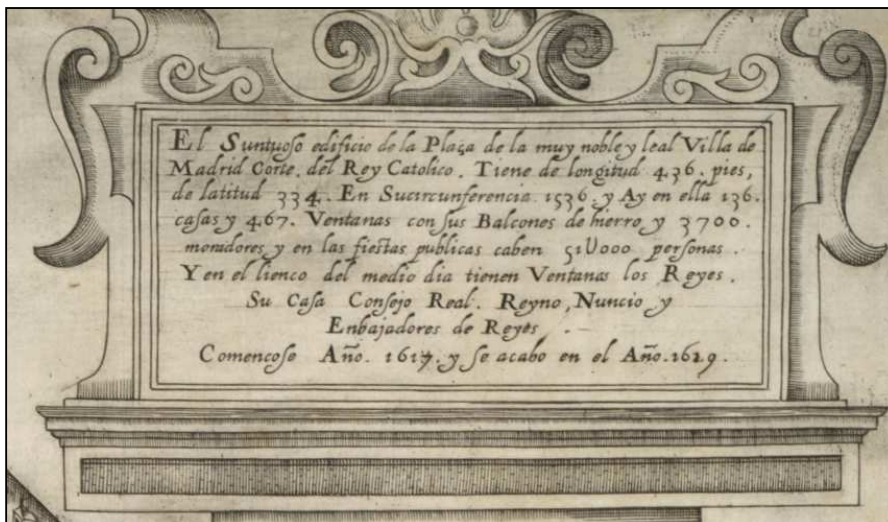 El Suntuoſo edificio de la Plaça de la muy noble y leal Villa de
Madrid Corte. del Rey Catolico. Tiene de longitud 436. pies,
de latitud 334. En Sucircunferencia 1536. y Ay en ella 136.
caſas y 467. Ventanas con ſus Balcones de hierro y 3700.
moradores y en las fieſtas publicas caben 51U000 perſonas.
Y en el lienco del medio dia tienen Ventanas los Reyes.
Su Caſa Conſejo Real. Reyno, Nuncio y
Enbajadores de Reyes.
Comencoſe Año. 1617. y ſe acabo en el Año. 1619.